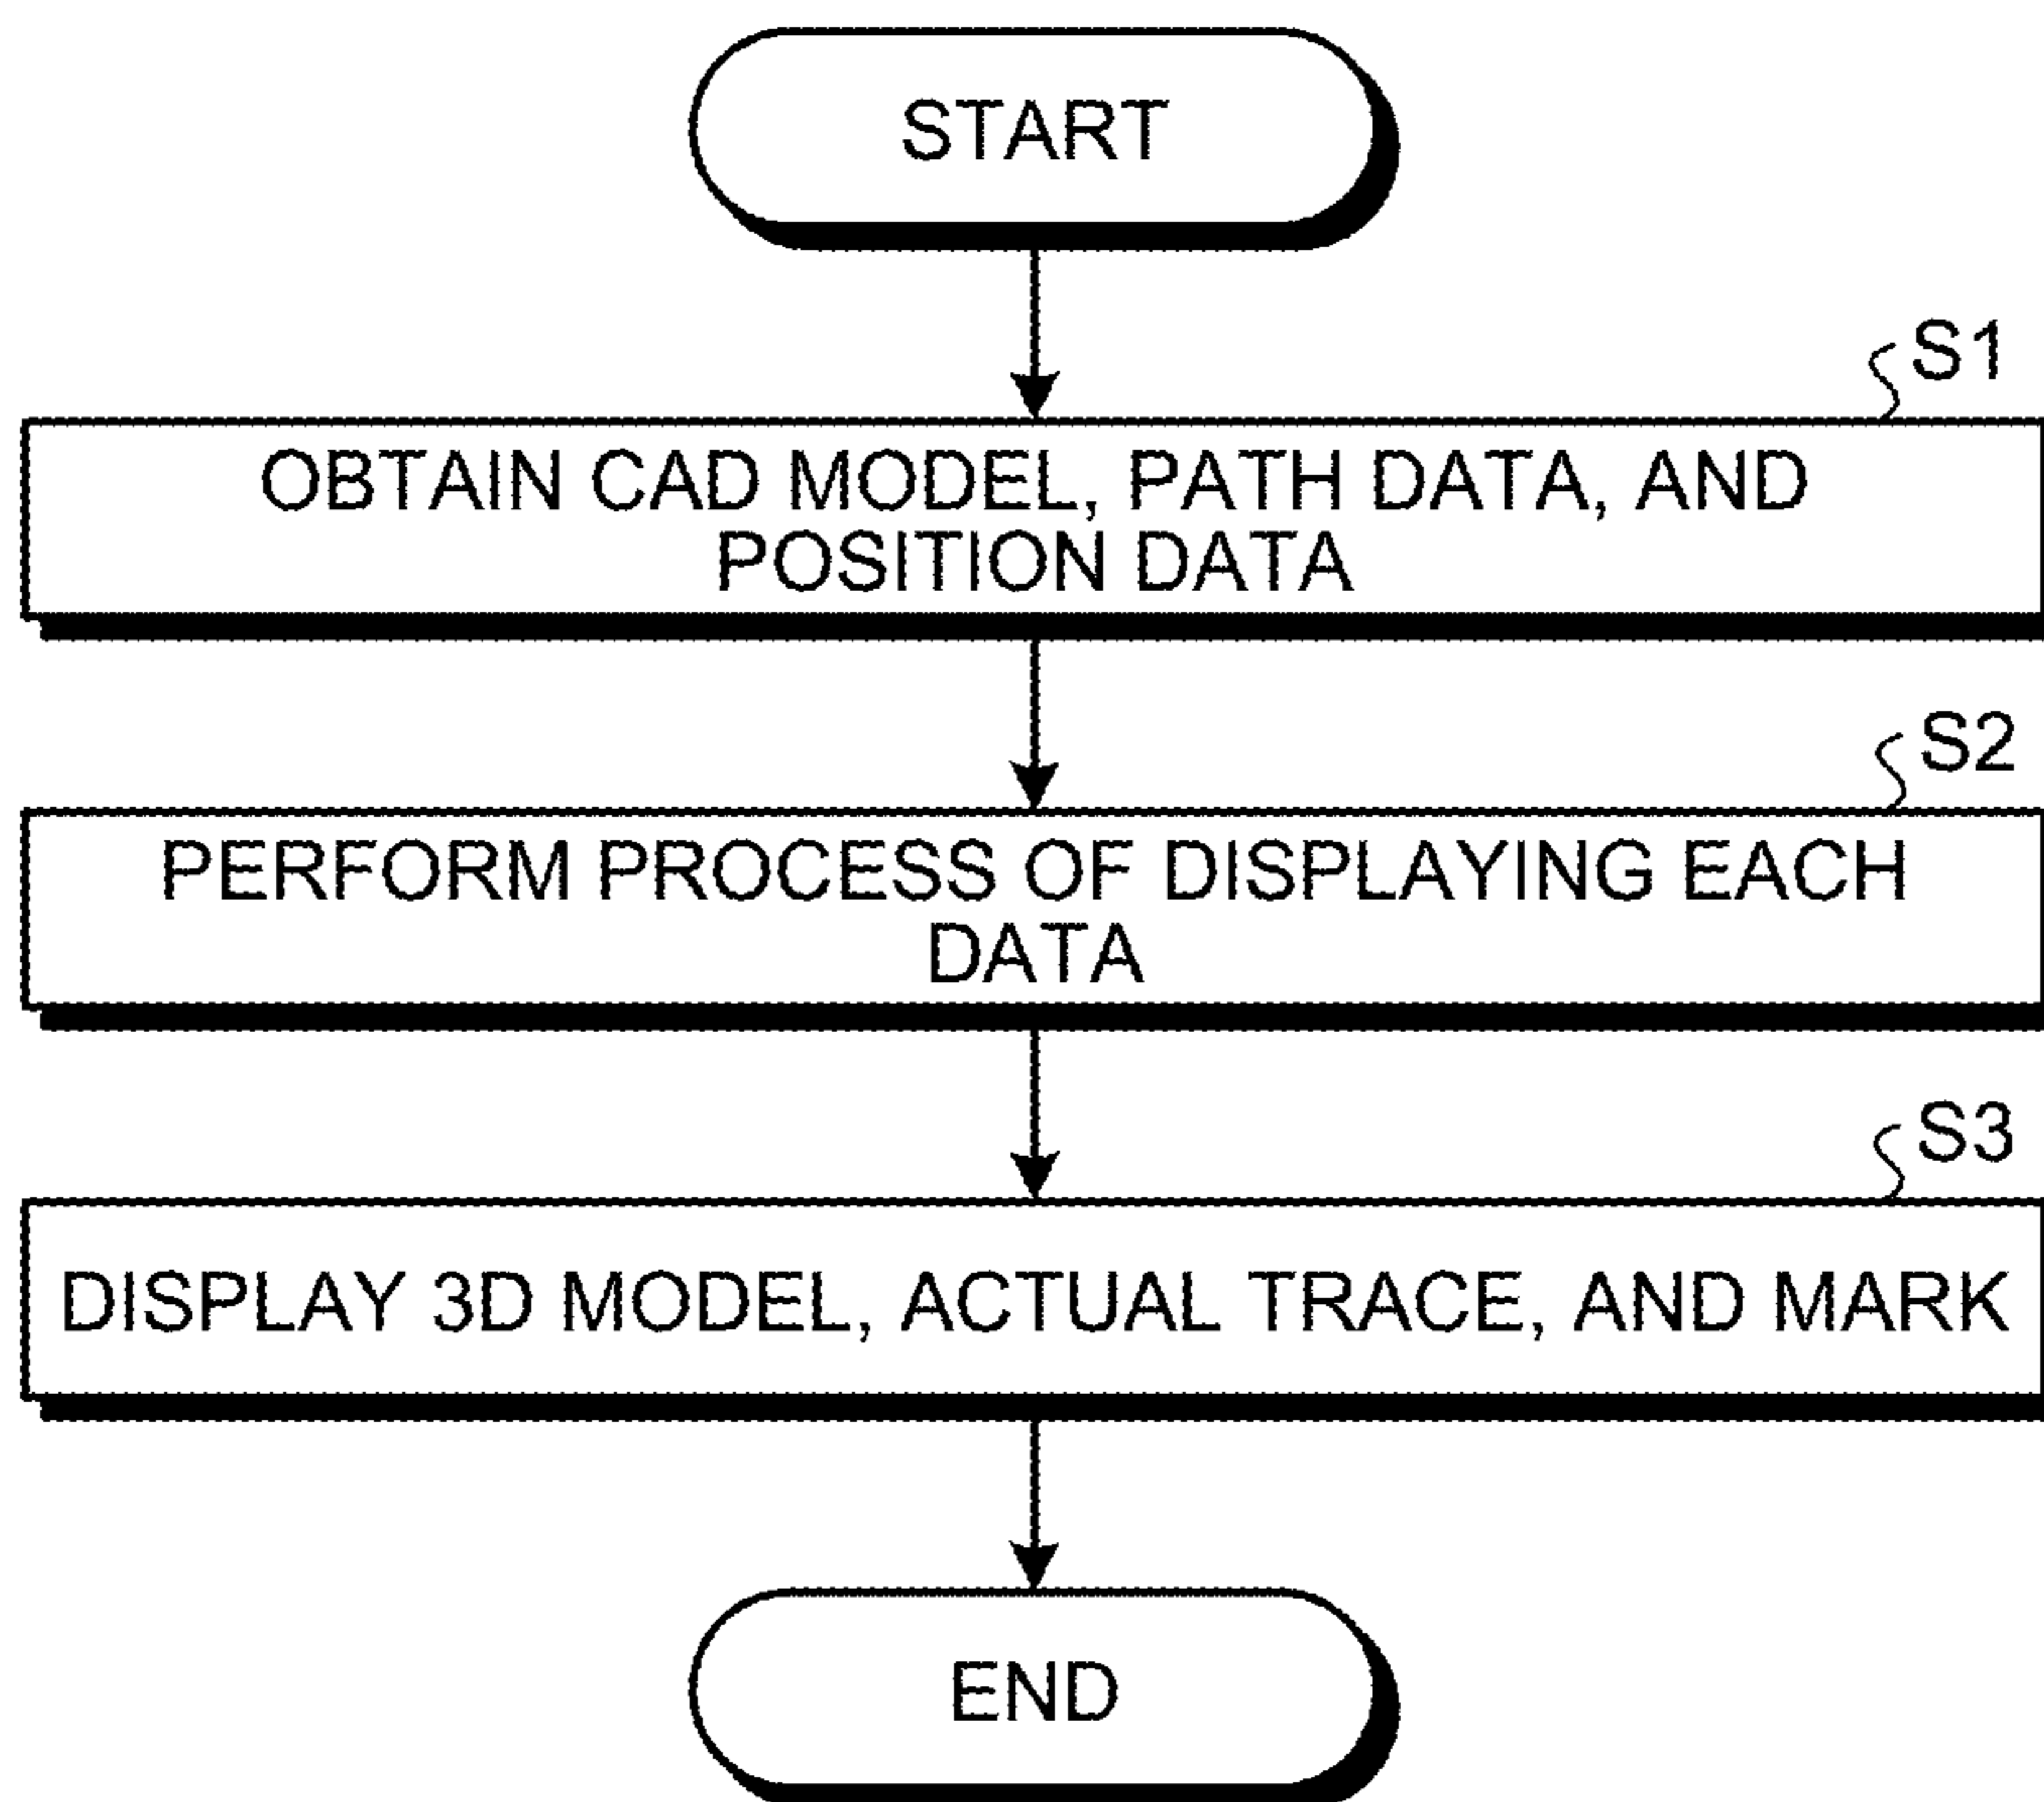 START
S1
OBTAIN CAD MODEL, PATH DATA, AND
POSITION DATA
S2
PERFORM PROCESS OF DISPLAYING EACH
DATA
S3
DISPLAY 3D MODEL, ACTUAL TRACE, AND MARK
END